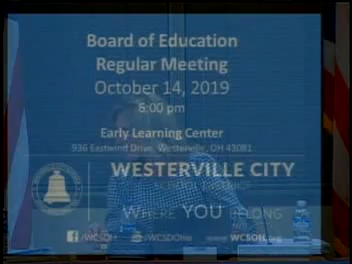 Board of Education
Regular Meeting
October 14, 2019
6:00 pm
Early Learning Center
936 Eastwind Drive, Westerville, OH 43081
WESTERVILLE CITY
SCHOOL DISTRICT
WHERE YOU BELONG
/WCSOH
@WCSDOH
www.WCSOH.org